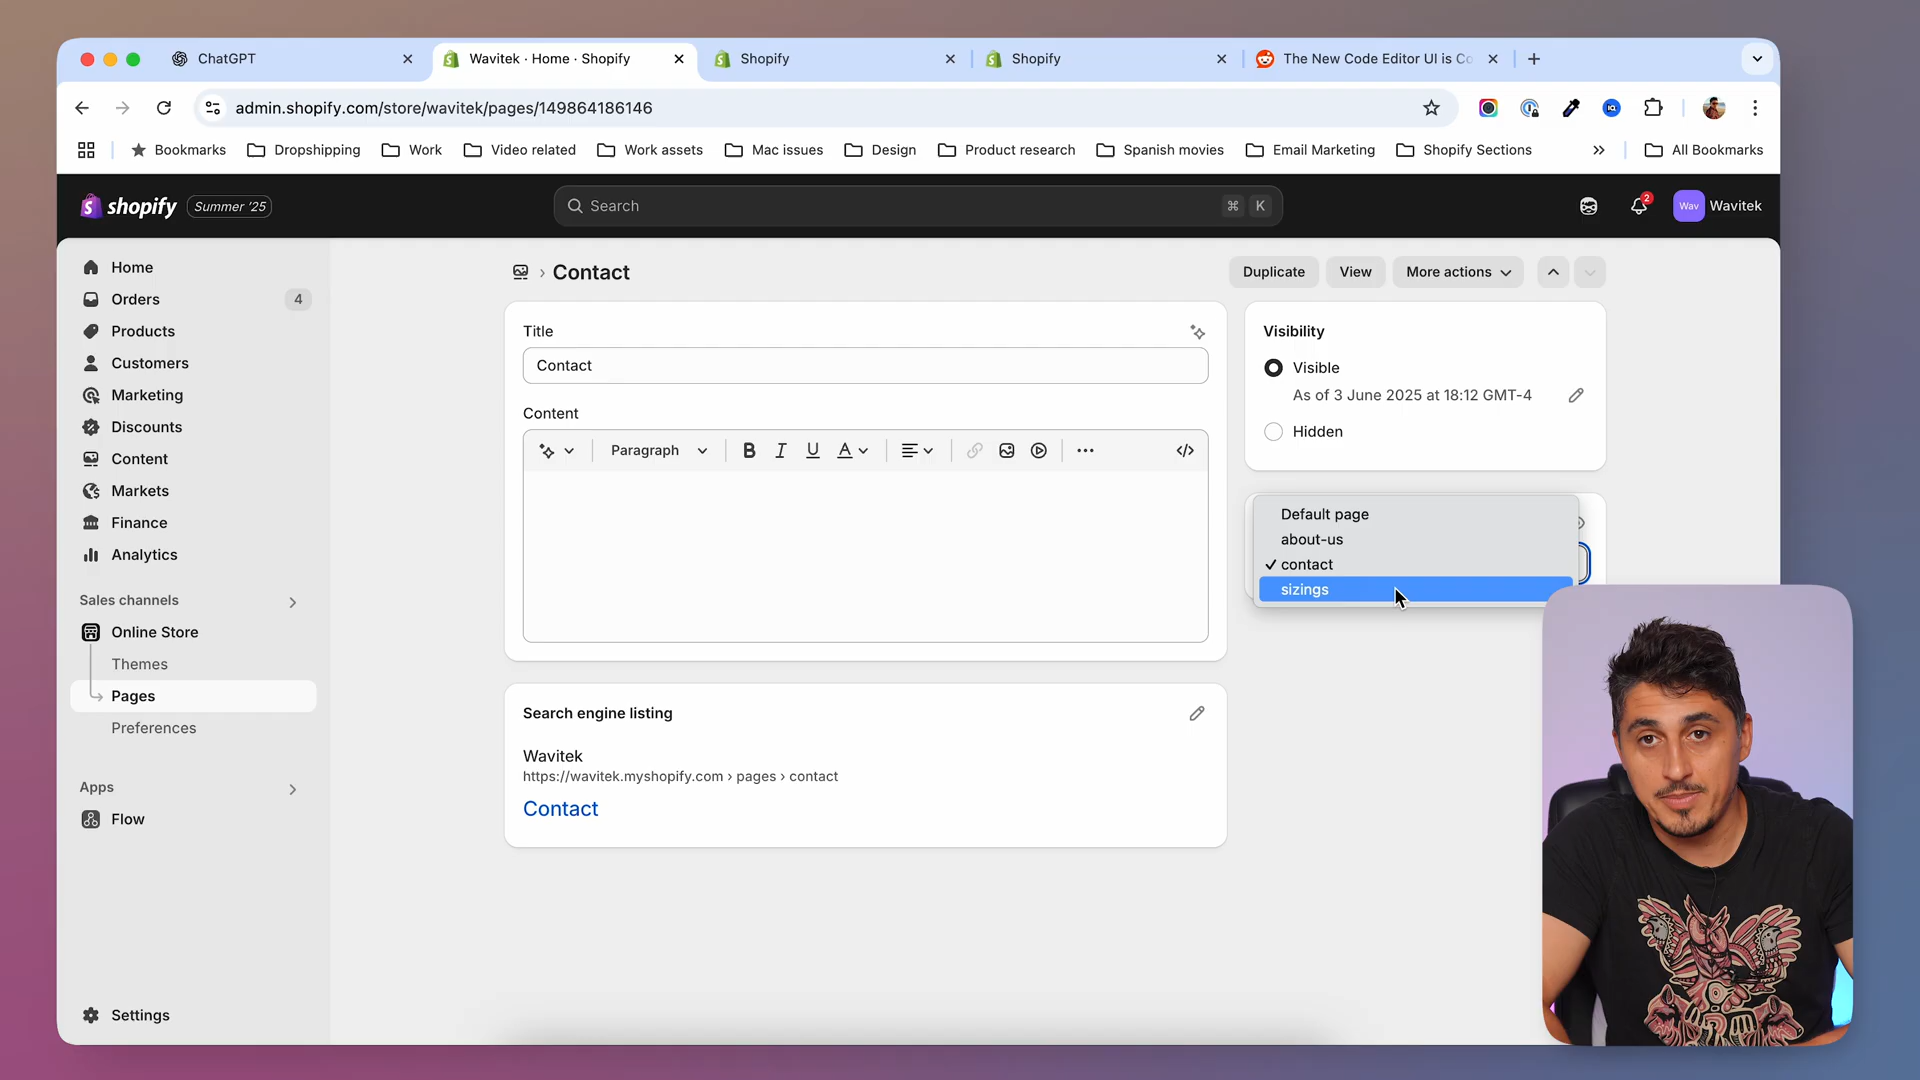 ChatGPT
Wavitek · Home · Shopify
Shopify
Shopify
The New Code Editor UI is Co
admin.shopify.com/store/wavitek/pages/149864186146
Bookmarks
Dropshipping
Work
Video related
Work assets
Mac issues
Design
Product research
Spanish movies
Email Marketing
Shopify Sections
All Bookmarks
shopify
Summer '25
Search
⌘ K
2
Wav
Wavitek
Home
Orders
4
Products
Customers
Marketing
Discounts
Content
Markets
Finance
Analytics
Sales channels
Online Store
Themes
Pages
Preferences
Apps
Flow
Settings
Contact
Duplicate
View
More actions
Title
Contact
Content
Paragraph
B I U A
Search engine listing
Wavitek
https://wavitek.myshopify.com › pages › contact
Contact
Visibility
Visible
As of 3 June 2025 at 18:12 GMT-4
Hidden
Default page
about-us
✓ contact
sizings